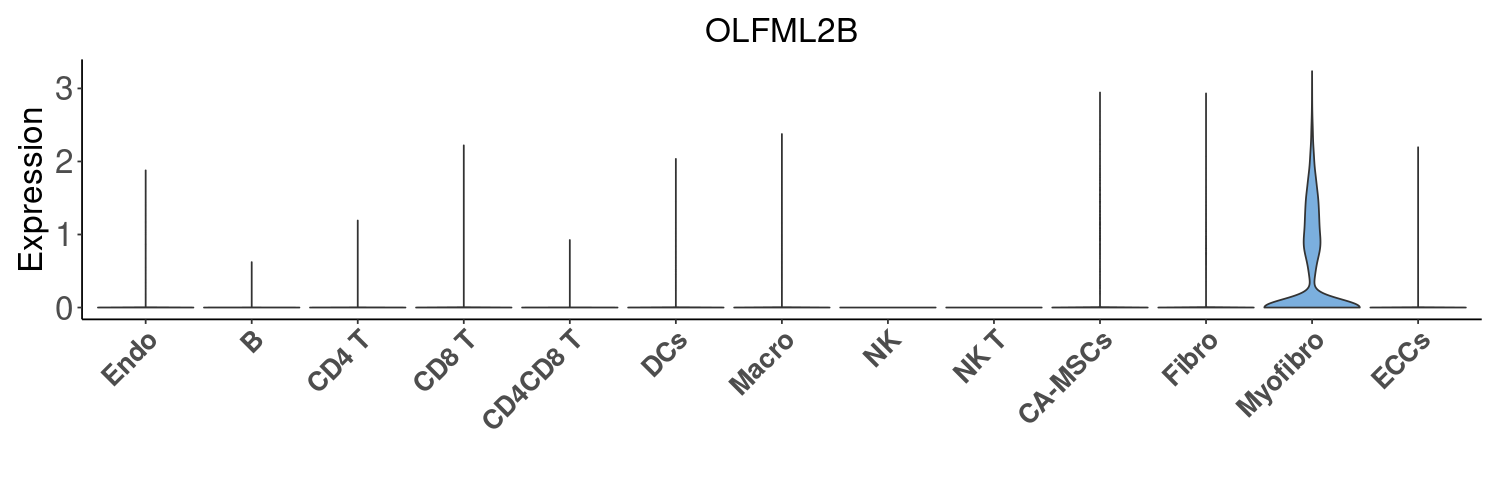 OLFML2B
Expression
3
2
1
0
Endo
B
CD4 T
CD8 T
CD4CD8 T
DCs
Macro
NK
NK T
CA-MSCs
Fibro
Myofibro
ECCs